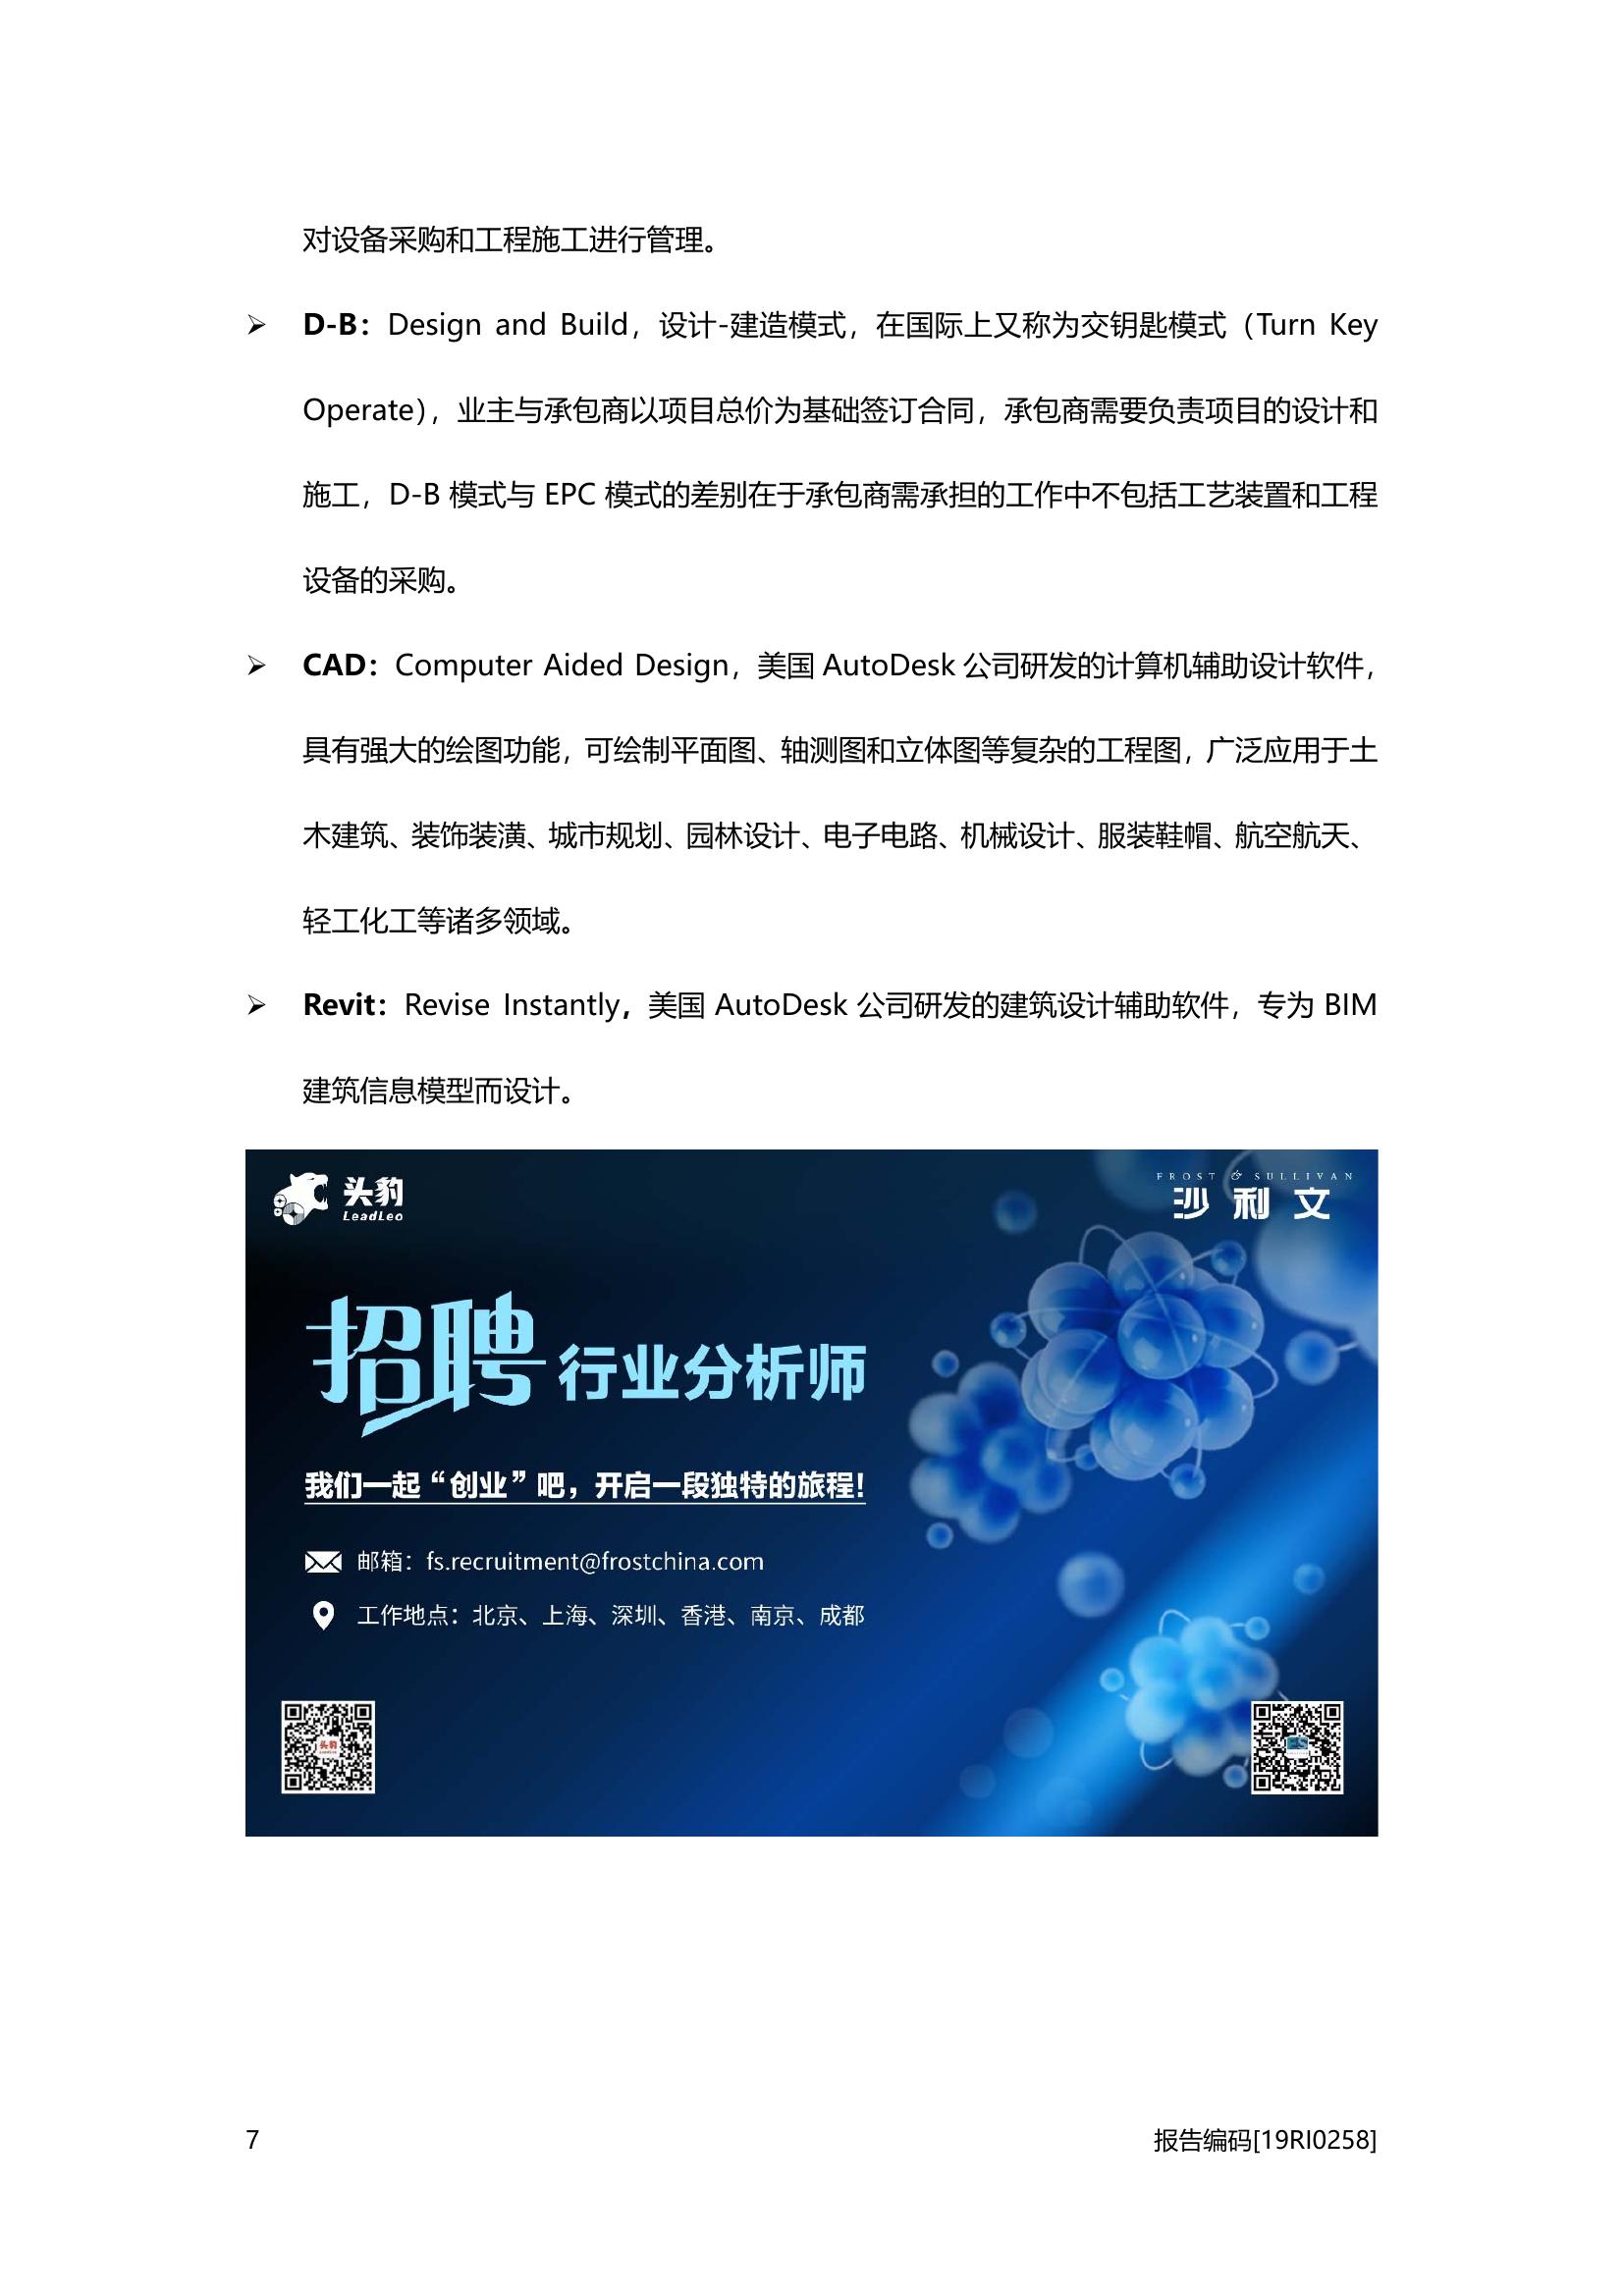 对设备采购和工程施工进行管理。
➢ D-B：Design and Build，设计-建造模式，在国际上又称为交钥匙模式（Turn Key
Operate），业主与承包商以项目总价为基础签订合同，承包商需要负责项目的设计和
施工，D-B 模式与 EPC 模式的差别在于承包商需承担的工作中不包括工艺装置和工程
设备的采购。
➢ CAD：Computer Aided Design，美国 AutoDesk 公司研发的计算机辅助设计软件，
具有强大的绘图功能，可绘制平面图、轴测图和立体图等复杂的工程图，广泛应用于土
木建筑、装饰装潢、城市规划、园林设计、电子电路、机械设计、服装鞋帽、航空航天、
轻工化工等诸多领域。
➢ Revit：Revise Instantly，美国 AutoDesk 公司研发的建筑设计辅助软件，专为 BIM
建筑信息模型而设计。
头豹
LeadLeo
FROST & SULLIVAN
沙利文
招聘 行业分析师
我们一起“创业”吧，开启一段独特的旅程！
邮箱：fs.recruitment@frostchina.com
工作地点：北京、上海、深圳、香港、南京、成都
头豹
7 报告编码[19RI0258]